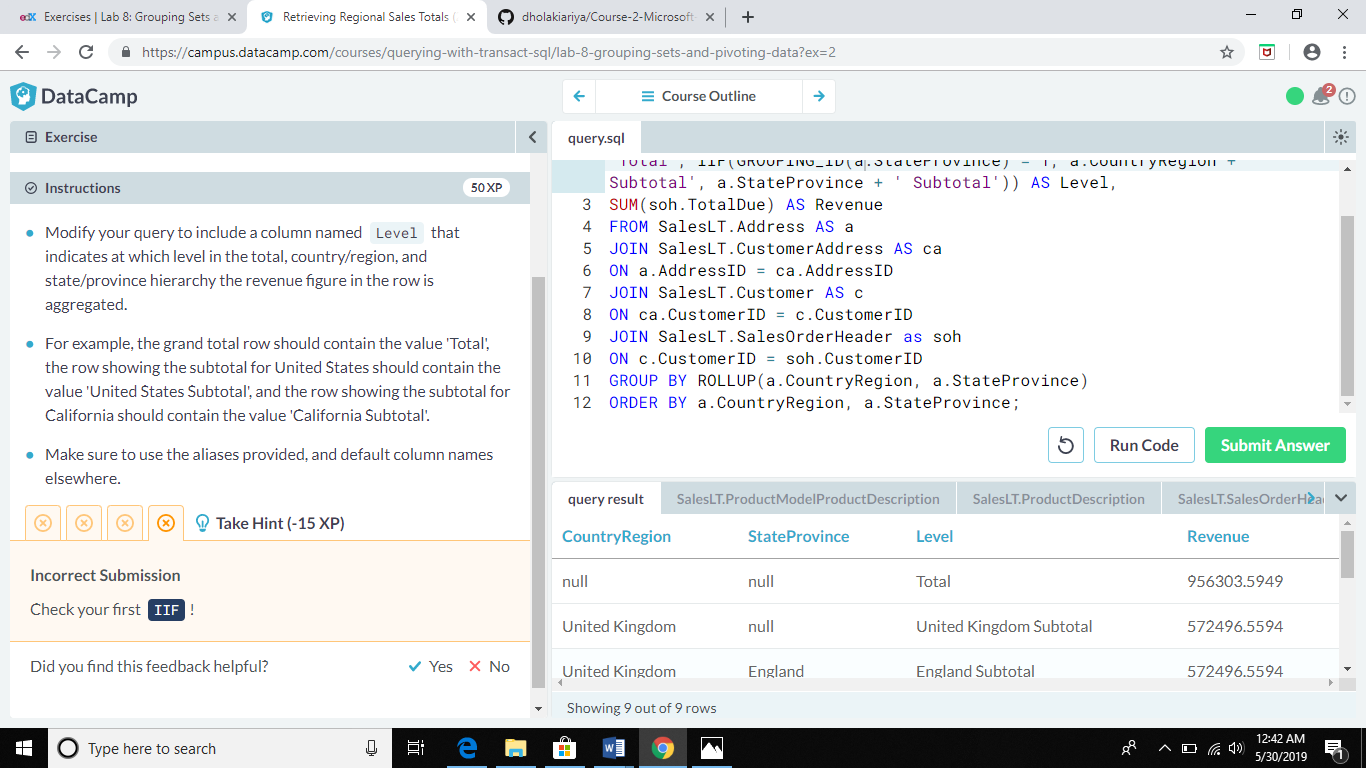 edX Exercises | Lab 8: Grouping Sets a
Retrieving Regional Sales Totals (
dholakiariya/Course-2-Microsoft-
https://campus.datacamp.com/courses/querying-with-transact-sql/lab-8-grouping-sets-and-pivoting-data?ex=2
DataCamp
Course Outline
2
Exercise
query.sql
Instructions
50 XP
Modify your query to include a column named Level that
indicates at which level in the total, country/region, and
state/province hierarchy the revenue figure in the row is
aggregated.
For example, the grand total row should contain the value 'Total',
the row showing the subtotal for United States should contain the
value 'United States Subtotal', and the row showing the subtotal for
California should contain the value 'California Subtotal'.
Make sure to use the aliases provided, and default column names
elsewhere.
Take Hint (-15 XP)
Incorrect Submission
Check your first IIF !
Did you find this feedback helpful?
Yes
No
'Total', IIF(GROUPING_ID(a.StateProvince) = 1, a.CountryRegion + '
Subtotal', a.StateProvince + ' Subtotal')) AS Level,
3 SUM(soh.TotalDue) AS Revenue
4 FROM SalesLT.Address AS a
5 JOIN SalesLT.CustomerAddress AS ca
6 ON a.AddressID = ca.AddressID
7 JOIN SalesLT.Customer AS c
8 ON ca.CustomerID = c.CustomerID
9 JOIN SalesLT.SalesOrderHeader as soh
10 ON c.CustomerID = soh.CustomerID
11 GROUP BY ROLLUP(a.CountryRegion, a.StateProvince)
12 ORDER BY a.CountryRegion, a.StateProvince;
Run Code
Submit Answer
query result
SalesLT.ProductModelProductDescription
SalesLT.ProductDescription
SalesLT.SalesOrderHea
CountryRegion StateProvince Level Revenue
null null Total 956303.5949
United Kingdom null United Kingdom Subtotal 572496.5594
United Kingdom England England Subtotal 572496.5594
Showing 9 out of 9 rows
Type here to search
12:42 AM
5/30/2019
1